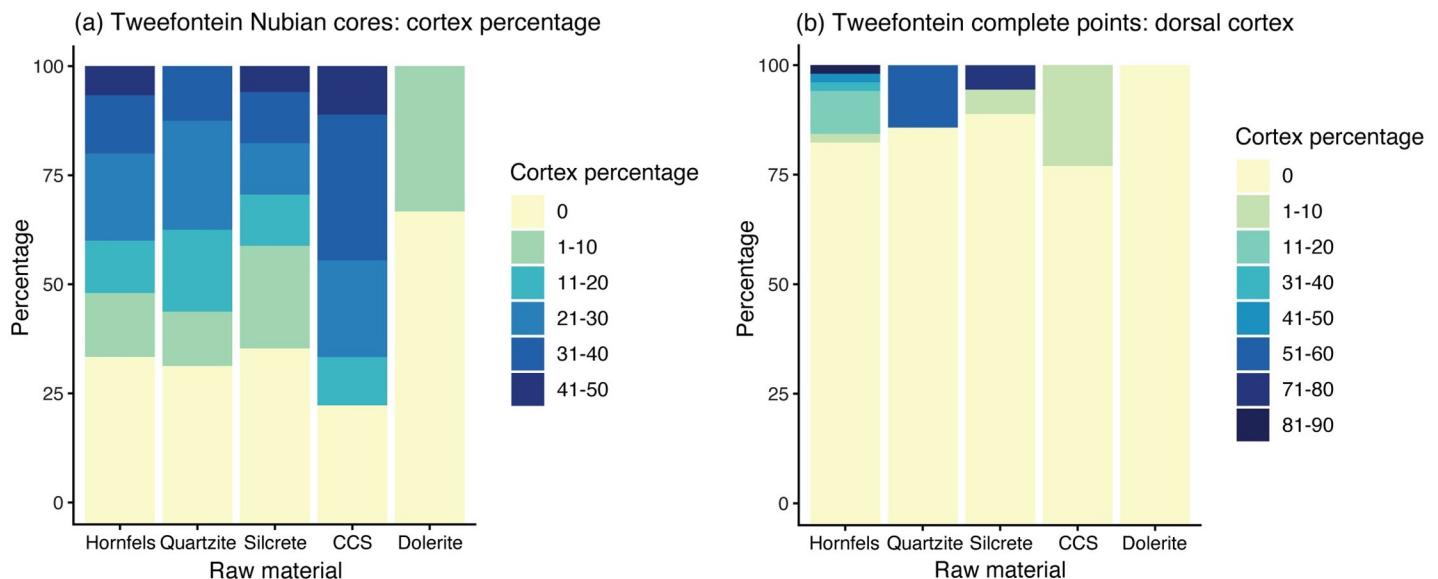 (a) Tweefontein Nubian cores: cortex percentage
100
75
50
25
0
Percentage
Hornfels Quartzite Silcrete CCS Dolerite
Raw material
Cortex percentage
0
1-10
11-20
21-30
31-40
41-50
(b) Tweefontein complete points: dorsal cortex
100
75
50
25
0
Percentage
Hornfels Quartzite Silcrete CCS Dolerite
Raw material
Cortex percentage
0
1-10
11-20
31-40
41-50
51-60
71-80
81-90